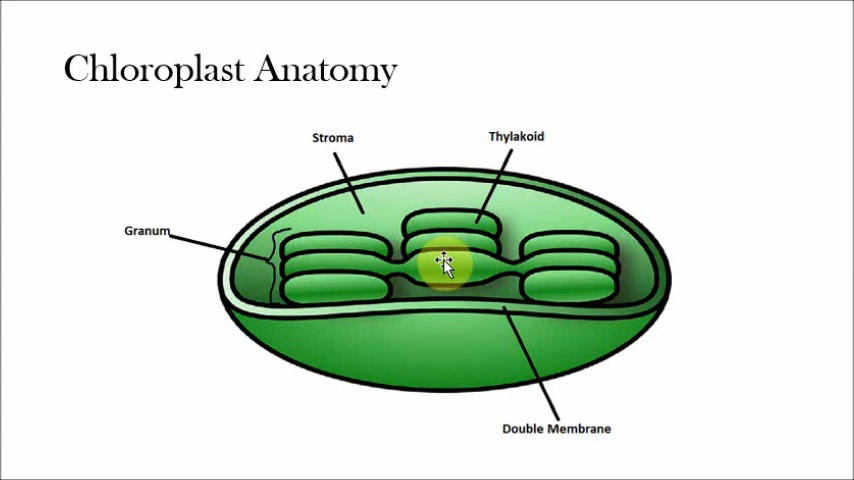 Chloroplast Anatomy
Stroma
Thylakoid
Granum
Double Membrane